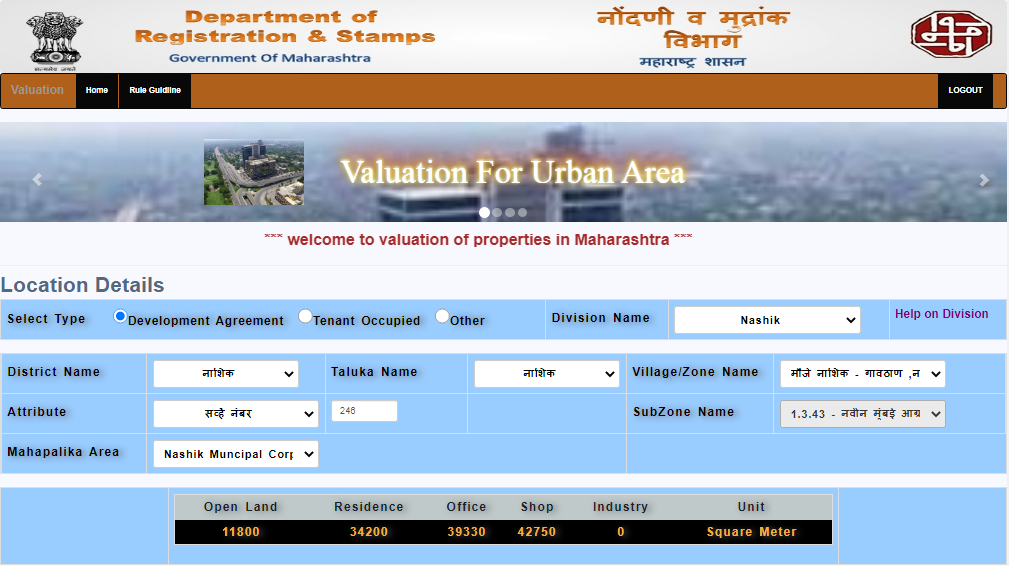 Department of
Registration & Stamps
Government Of Maharashtra
नोंदणी व मुद्रांक
विभाग
महाराष्ट्र शासन
सत्यमेव जयते
Valuation Home Rule Guidline LOGOUT
Valuation For Urban Area
*** welcome to valuation of properties in Maharashtra ***
Location Details
Select Type Development Agreement Tenant Occupied Other Division Name Nashik Help on Division
District Name नाशिक Taluka Name नाशिक Village/Zone Name मौजे नाशिक - गावठाण ,न
Attribute सर्व्हे नंबर 246 SubZone Name 1.3.43 - नवीन मुंबई आग्र
Mahapalika Area Nashik Muncipal Corp
Open Land Residence Office Shop Industry Unit
11800 34200 39330 42750 0 Square Meter